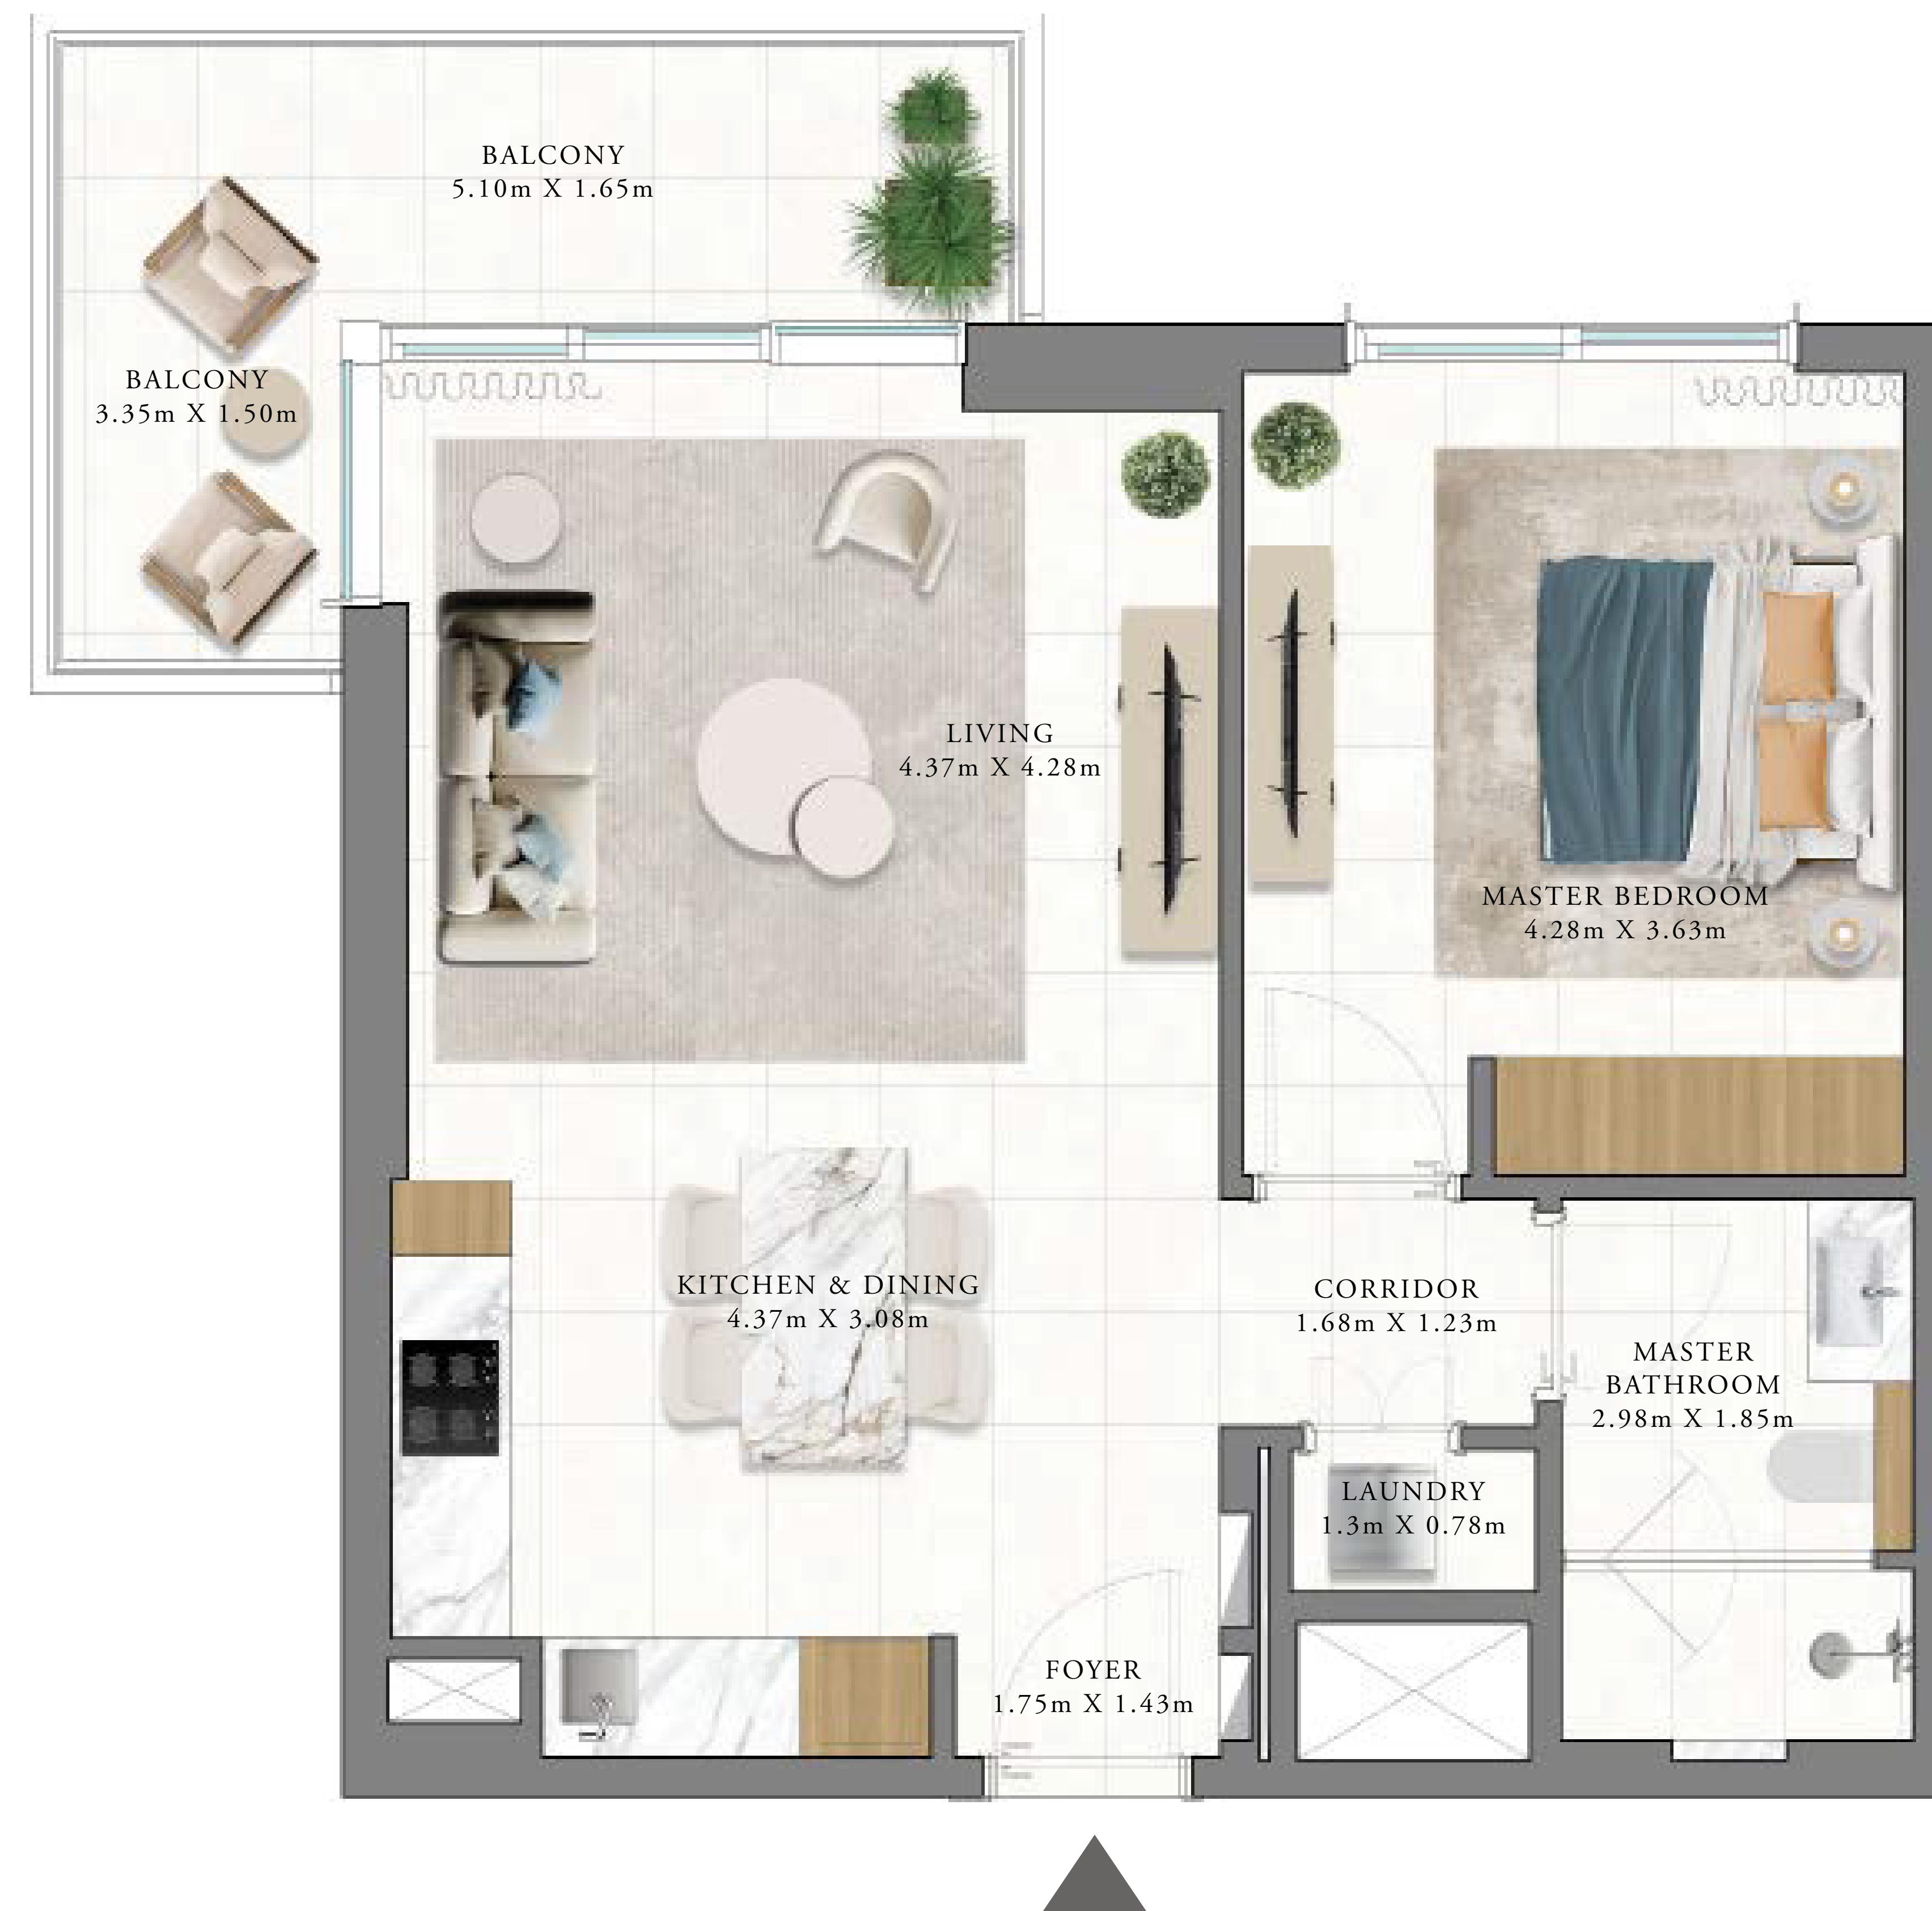 BALCONY
5.10m X 1.65m
BALCONY
3.35m X 1.50m
LIVING
4.37m X 4.28m
MASTER BEDROOM
4.28m X 3.63m
KITCHEN & DINING
4.37m X 3.08m
CORRIDOR
1.68m X 1.23m
MASTER
BATHROOM
2.98m X 1.85m
LAUNDRY
1.3m X 0.78m
FOYER
1.75m X 1.43m